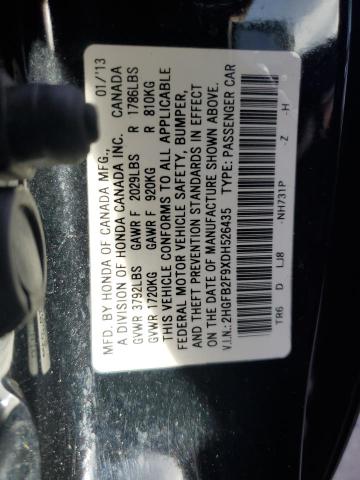 MFD. BY HONDA OF CANADA MFG., 01/'13
A DIVISION OF HONDA CANADA INC. CANADA
GVWR 3792LBS GAWR F 2029LBS R 1786LBS
GVWR 1720KG GAWR F 920KG R 810KG
THIS VEHICLE CONFORMS TO ALL APPLICABLE
FEDERAL MOTOR VEHICLE SAFETY, BUMPER,
AND THEFT PREVENTION STANDARDS IN EFFECT
ON THE DATE OF MANUFACTURE SHOWN ABOVE.
V.I.N.:2HGFB2F9XDH526435 TYPE: PASSENGER CAR
TR6 D LJ8 -NH731P -Z -H